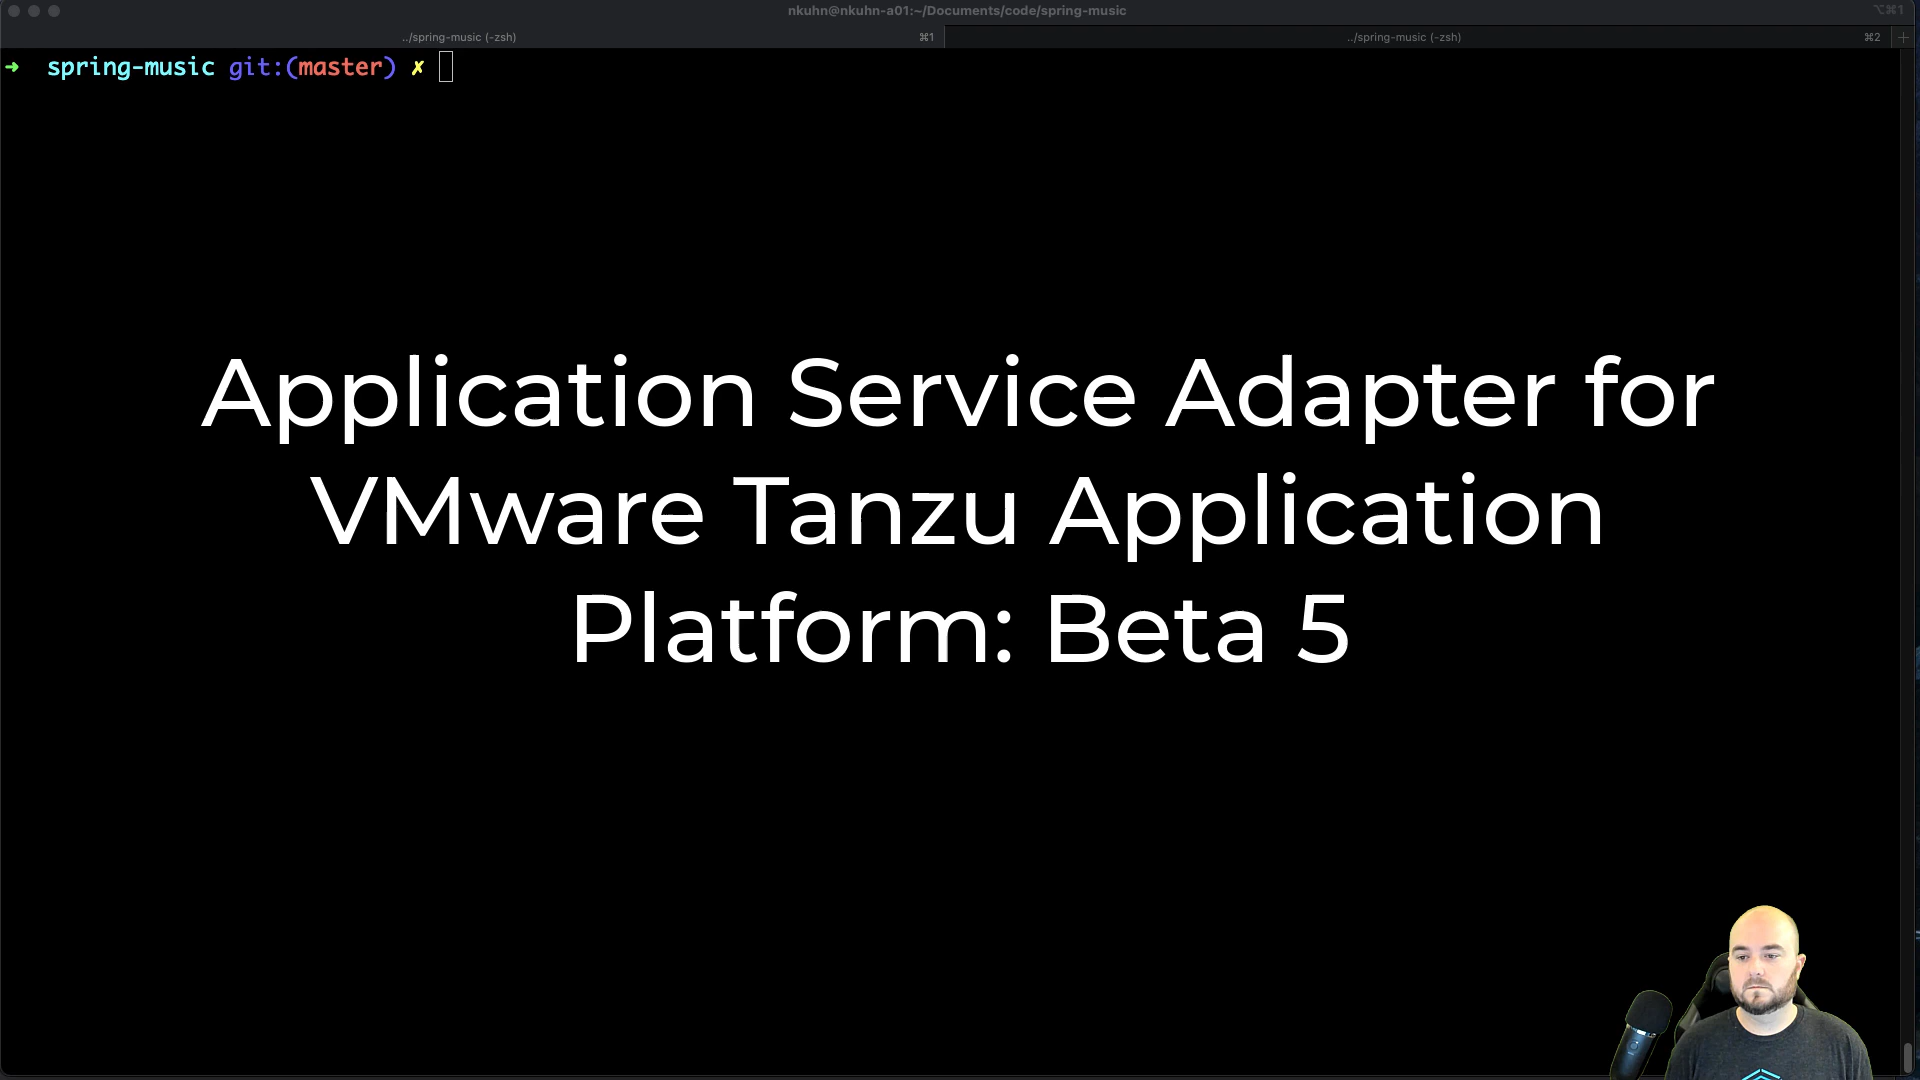 nkuhn@nkuhn-a01:~/Documents/code/spring-music
⌥⌘1
../spring-music (-zsh)
⌘1
../spring-music (-zsh)
⌘2
➜ spring-music git:(master) ✗
Application Service Adapter for
VMware Tanzu Application
Platform: Beta 5